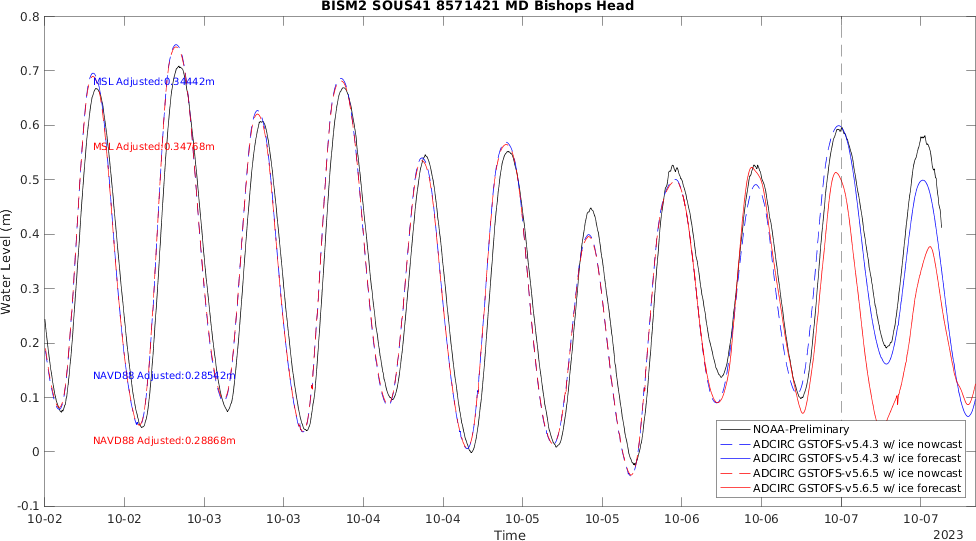 BISM2 SOUS41 8571421 MD Bishops Head
0.8
0.7
0.6
0.5
0.4
0.3
0.2
0.1
0
-0.1
Water Level (m)
MSL Adjusted:0.34442m
MSL Adjusted:0.34768m
NAVD88 Adjusted:0.28542m
NAVD88 Adjusted:0.28868m
NOAA-Preliminary
ADCIRC GSTOFS-v5.4.3 w/ ice nowcast
ADCIRC GSTOFS-v5.4.3 w/ ice forecast
ADCIRC GSTOFS-v5.6.5 w/ ice nowcast
ADCIRC GSTOFS-v5.6.5 w/ ice forecast
10-02 10-02 10-03 10-03 10-04 10-04 10-05 10-05 10-06 10-06 10-07 10-07
Time
2023